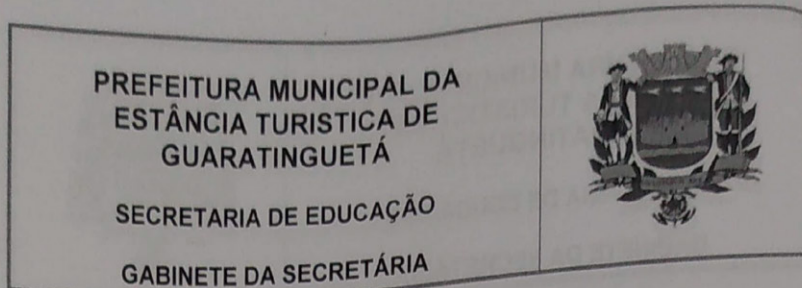 PREFEITURA MUNICIPAL DA
ESTÂNCIA TURISTICA DE
GUARATINGUETÁ
SECRETARIA DE EDUCAÇÃO
GABINETE DA SECRETÁRIA